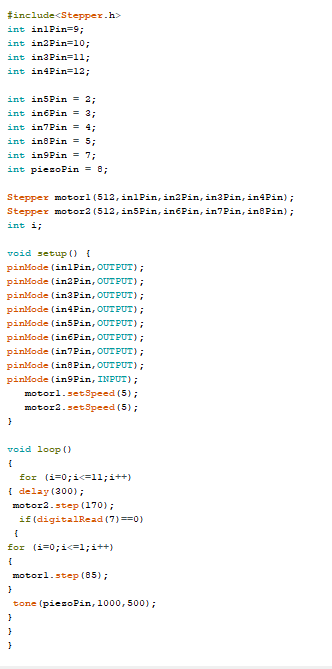 #include<Stepper.h>
int in1Pin=9;
int in2Pin=10;
int in3Pin=11;
int in4Pin=12;
int in5Pin = 2;
int in6Pin = 3;
int in7Pin = 4;
int in8Pin = 5;
int in9Pin = 7;
int piezoPin = 8;
Stepper motor1(512,in1Pin,in2Pin,in3Pin,in4Pin);
Stepper motor2(512,in5Pin,in6Pin,in7Pin,in8Pin);
int i;
void setup() {
pinMode(in1Pin,OUTPUT);
pinMode(in2Pin,OUTPUT);
pinMode(in3Pin,OUTPUT);
pinMode(in4Pin,OUTPUT);
pinMode(in5Pin,OUTPUT);
pinMode(in6Pin,OUTPUT);
pinMode(in7Pin,OUTPUT);
pinMode(in8Pin,OUTPUT);
pinMode(in9Pin,INPUT);
motor1.setSpeed(5);
motor2.setSpeed(5);
}
void loop()
{
for (i=0;i<=11;i++)
{ delay(300);
motor2.step(170);
if(digitalRead(7)==0)
{
for (i=0;i<=1;i++)
{
motor1.step(85);
}
tone(piezoPin,1000,500);
}
}
}